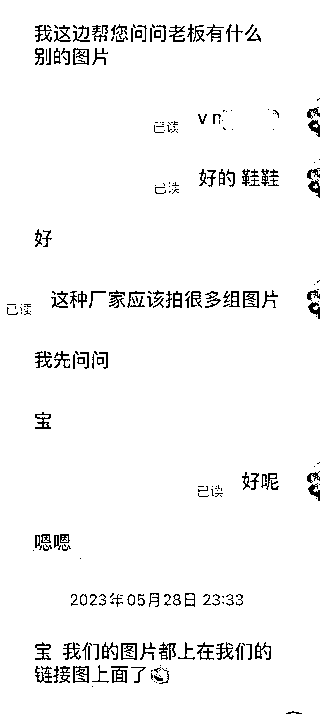 我这边帮您问问老板有什么
别的图片
已读
已读 好的 鞋鞋
好
已读 这种厂家应该拍很多组图片
我先问问
宝
已读 好呢
嗯嗯
2023年05月28日 23:33
宝 我们的图片都上在我们的
链接图上面了